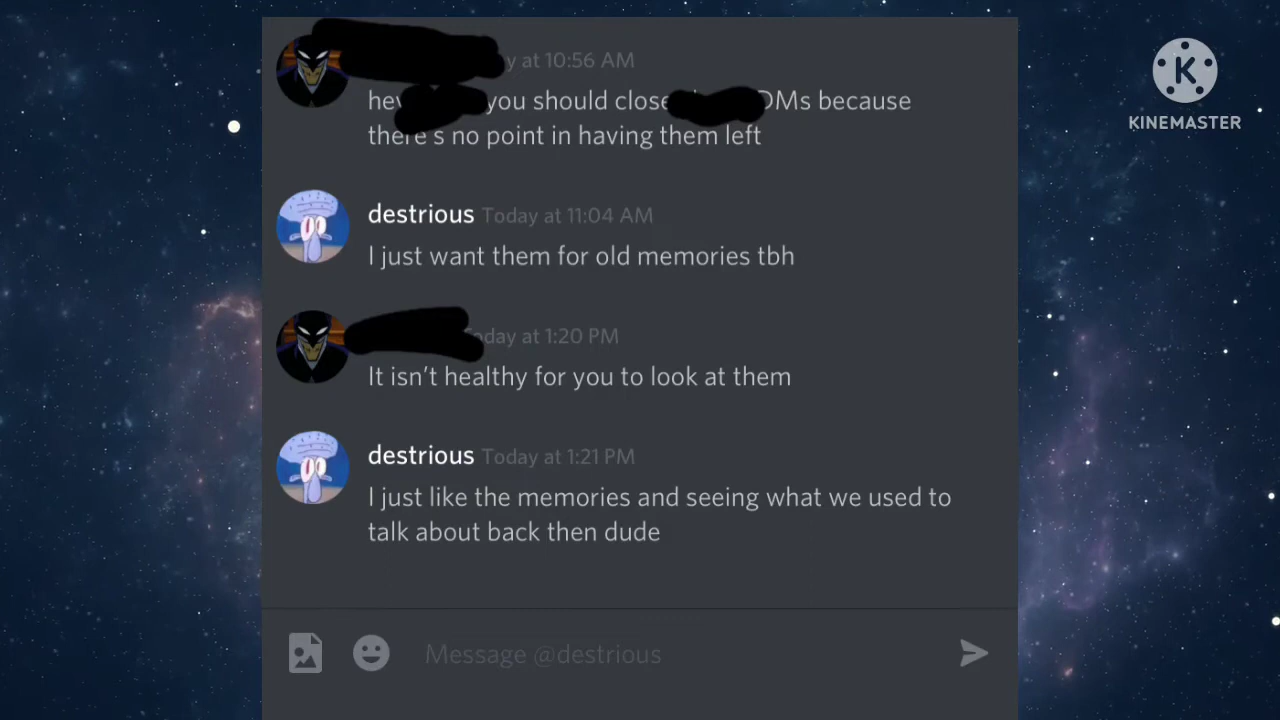 y at 10:56 AM
KINEMASTER
you should close DMs because
there's no point in having them left
destrious Today at 11:04 AM
I just want them for old memories tbh
oday at 1:20 PM
It isn't healthy for you to look at them
destrious Today at 1:21 PM
I just like the memories and seeing what we used to
talk about back then dude
Message @destrious